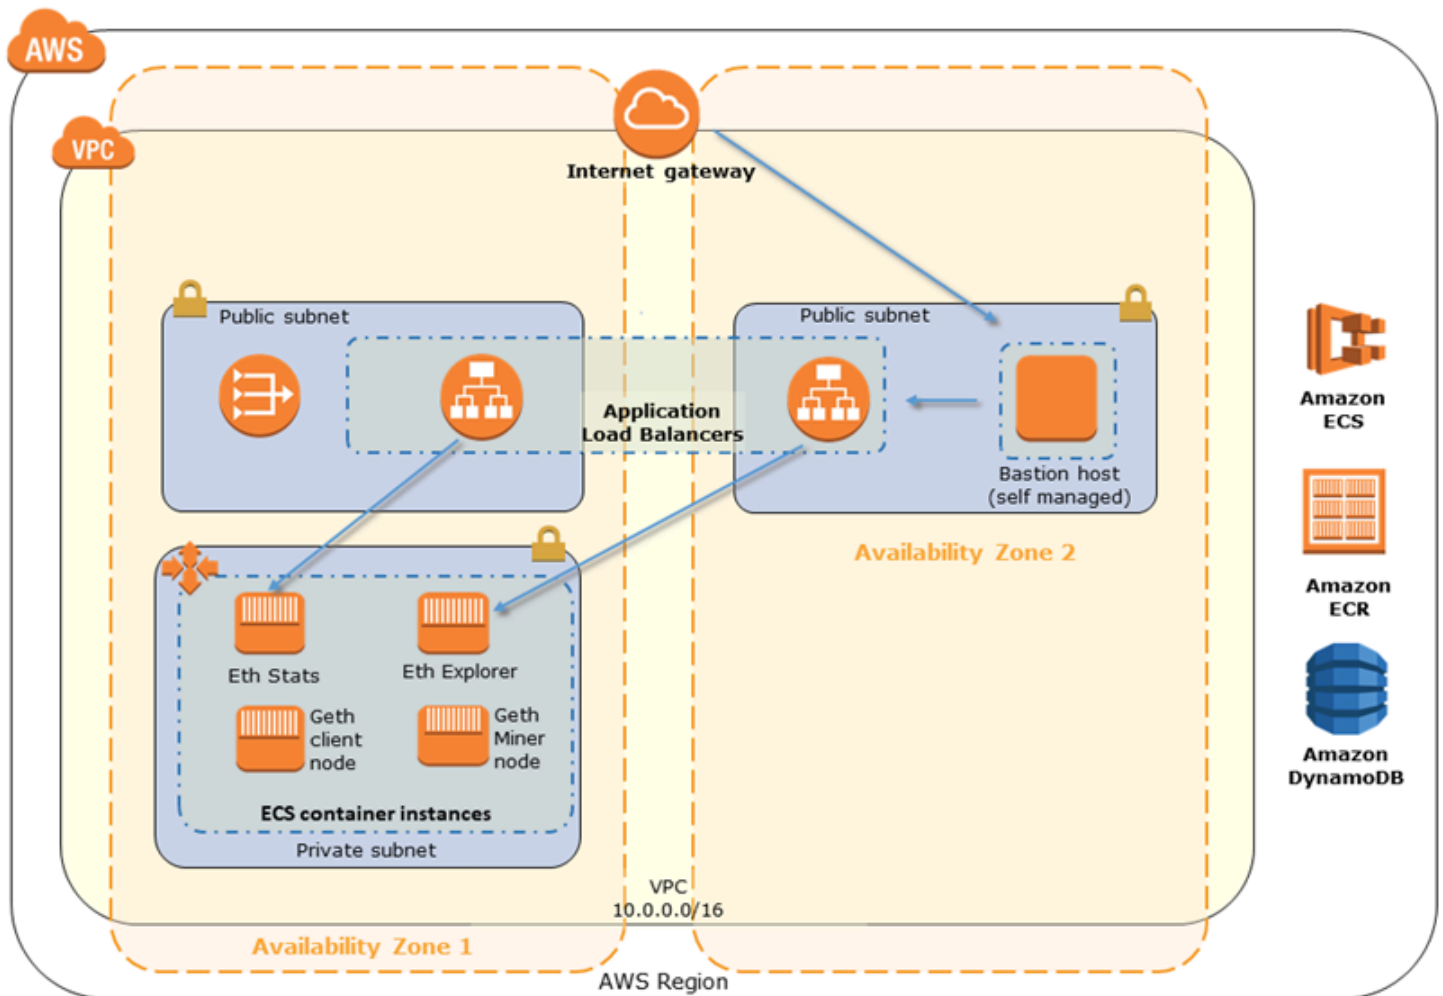 AWS
VPC
Internet gateway
Public subnet
Public subnet
Application
Load Balancers
Bastion host
(self managed)
Availability Zone 2
Eth Stats
Eth Explorer
Geth
client
node
Geth
Miner
node
ECS container instances
Private subnet
VPC
10.0.0.0/16
Availability Zone 1
AWS Region
Amazon
ECS
Amazon
ECR
Amazon
DynamoDB